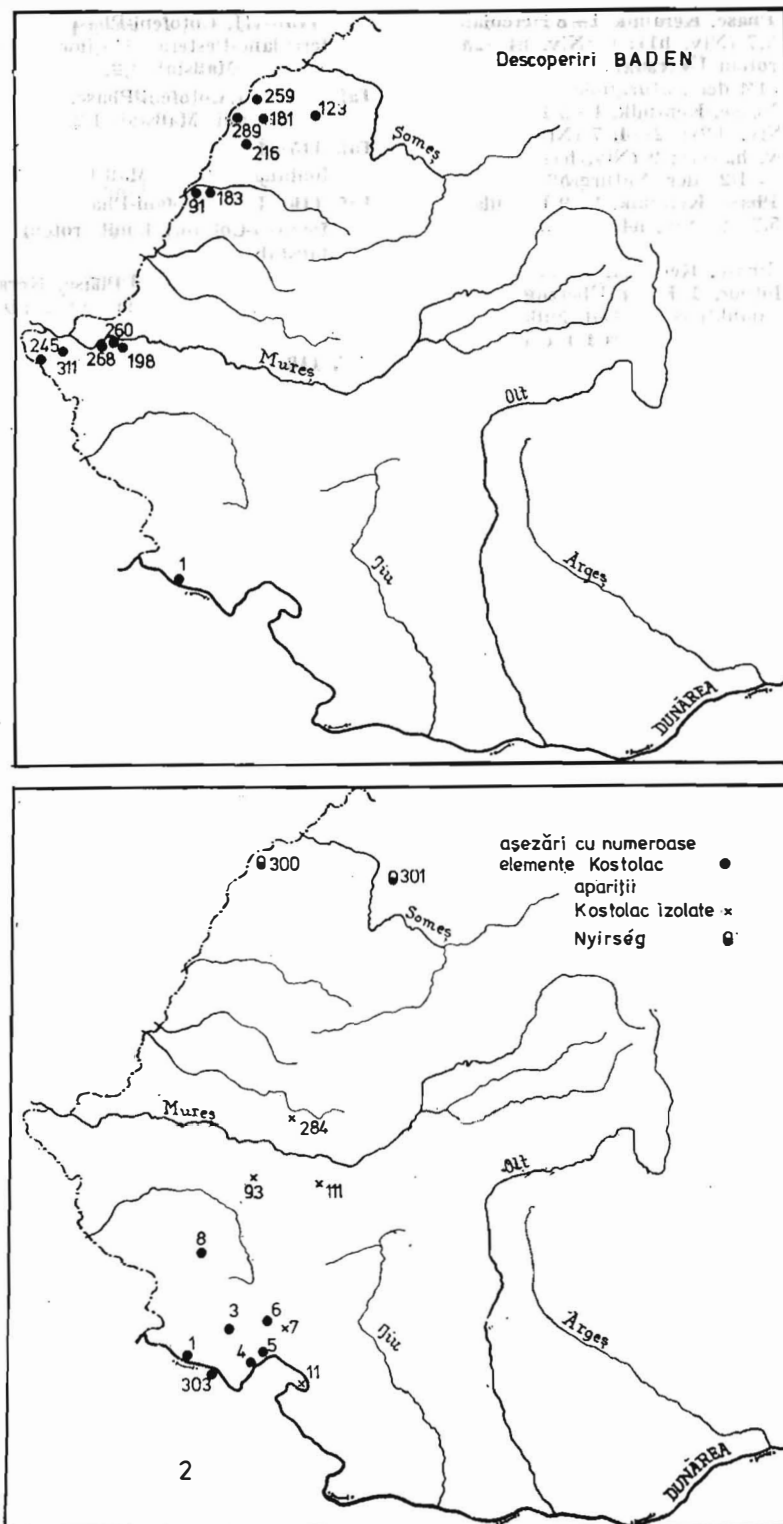 Descoperiri BADEN
259
123
289
181
216
Someș
91
183
260
245
311
268
198
Mureș
Olt
1
Jiu
Argeș
DUNĂREA
așezări cu numeroase
elemente Kostolac
apariții
Kostolac izolate
Nyirség
300
301
Someș
Mureș
284
Olt
93
111
8
3
6
7
Jiu
Argeș
1
4
5
11
303
DUNĂREA
2